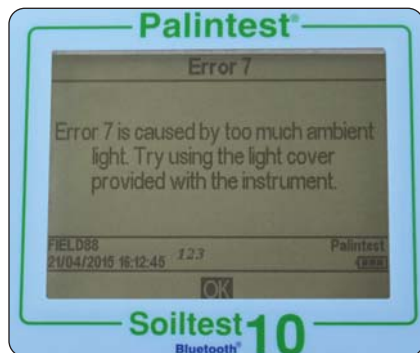 Palintest®
Error 7
Error 7 is caused by too much ambient
light. Try using the light cover
provided with the instrument.
FIELD88 Palintest
21/04/2015 16:12:45 123
OK
Soiltest 10
Bluetooth®